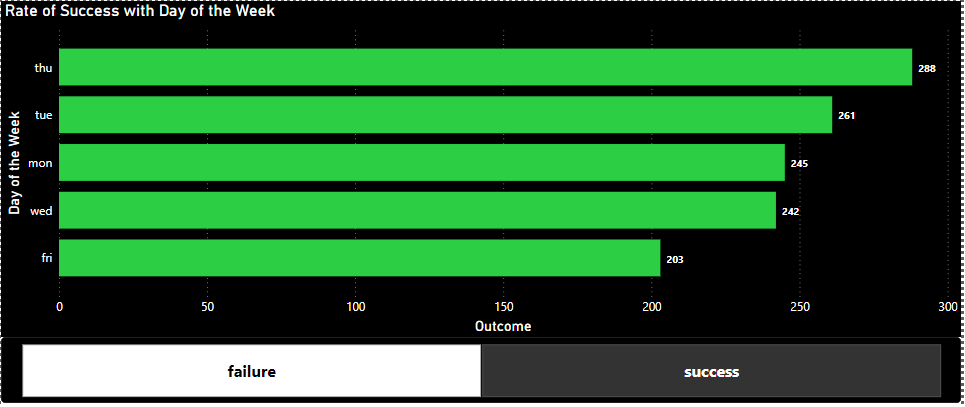 Rate of Success with Day of the Week
Day of the Week
thu 288
tue 261
mon 245
wed 242
fri 203
0 50 100 150 200 250 300
Outcome
failure success